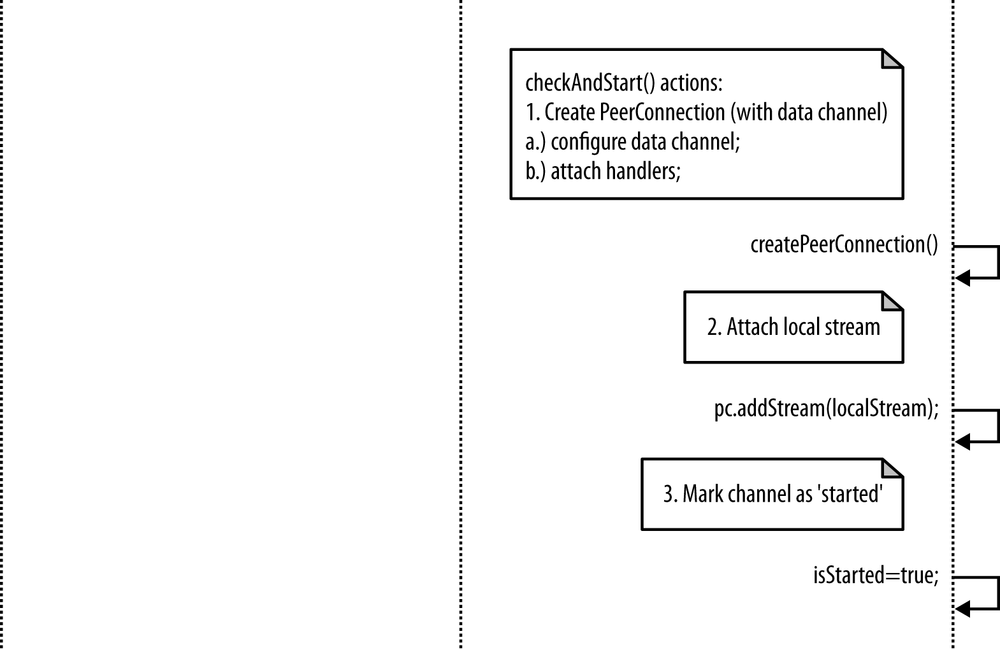 checkAndStart() actions:
1. Create PeerConnection (with data channel)
a.) configure data channel;
b.) attach handlers;
createPeerConnection()
2. Attach local stream
pc.addStream(localStream);
3. Mark channel as 'started'
isStarted=true;